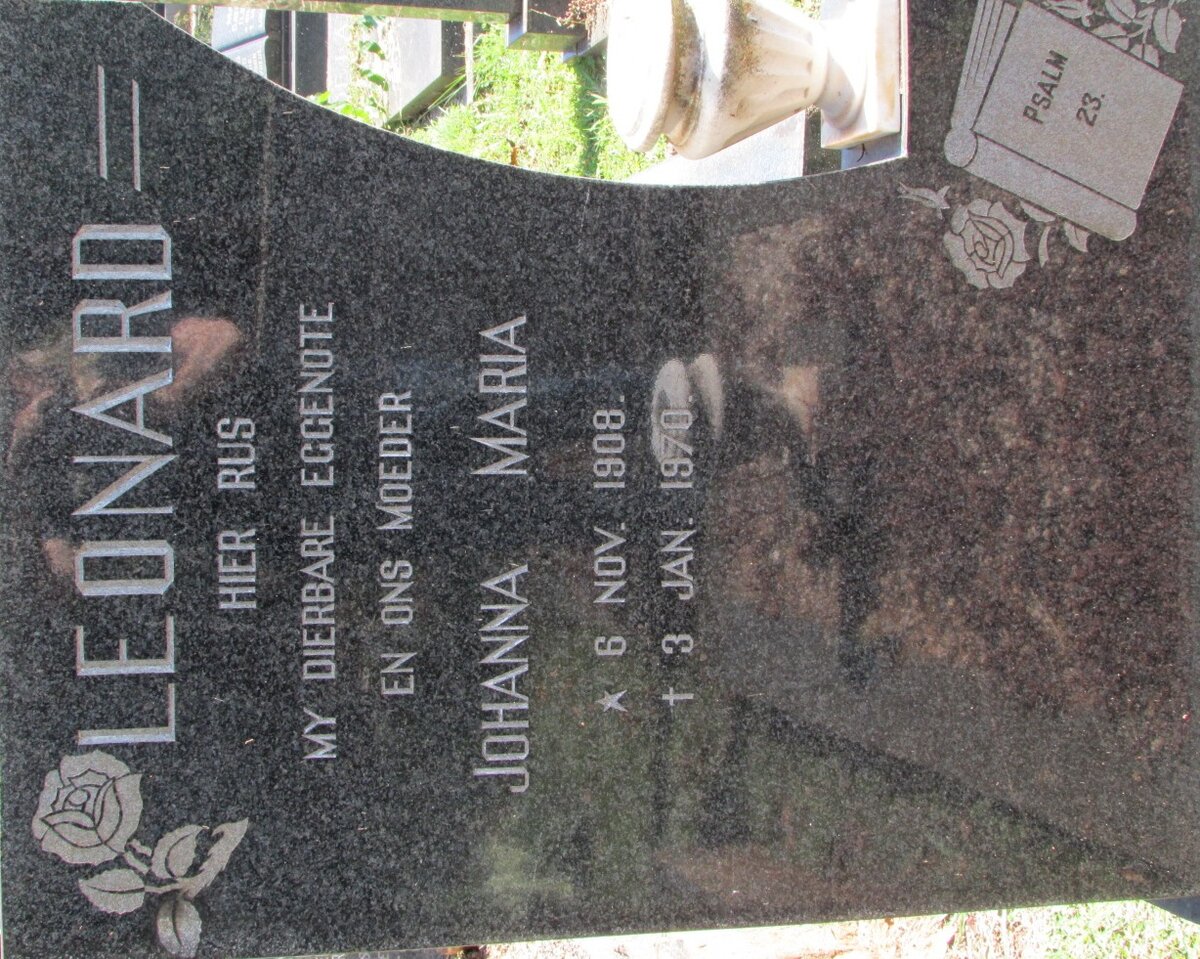 LEONARD
HIER RUS
MY DIERBARE EGGENOTE
EN ONS MOEDER
JOHANNA MARIA
★ 6 NOV. 1908.
† 3 JAN. 1970.
PSALM
23.